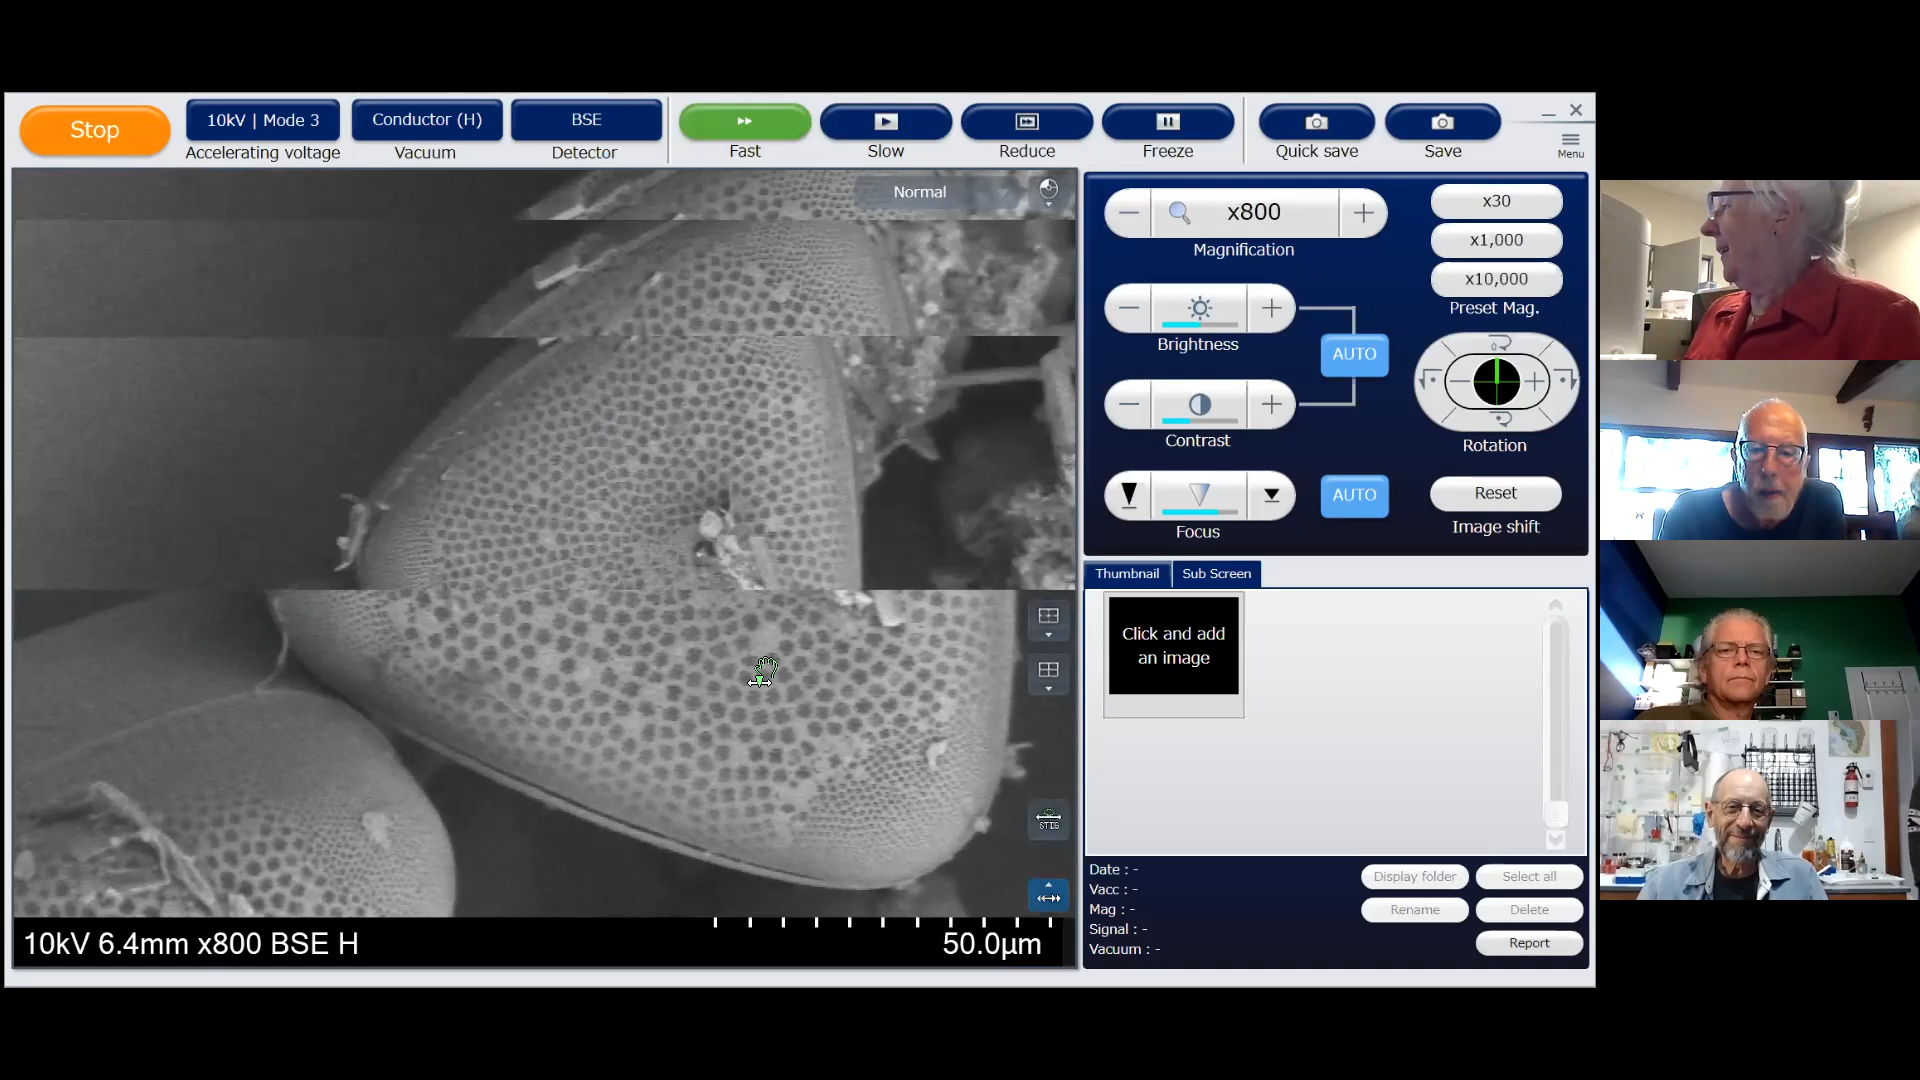 Stop
10kV | Mode 3
Accelerating voltage
Conductor (H)
Vacuum
BSE
Detector
Fast
Slow
Reduce
Freeze
Quick save
Save
Menu
Normal
x800
Magnification
x30
x1,000
x10,000
Preset Mag.
Brightness
AUTO
Contrast
Rotation
AUTO
Focus
Reset
Image shift
Thumbnail
Sub Screen
Click and add
an image
STIG
Date : -
Vacc : -
Mag : -
Signal : -
Vacuum : -
Display folder
Select all
Rename
Delete
Report
10kV 6.4mm x800 BSE H
50.0µm